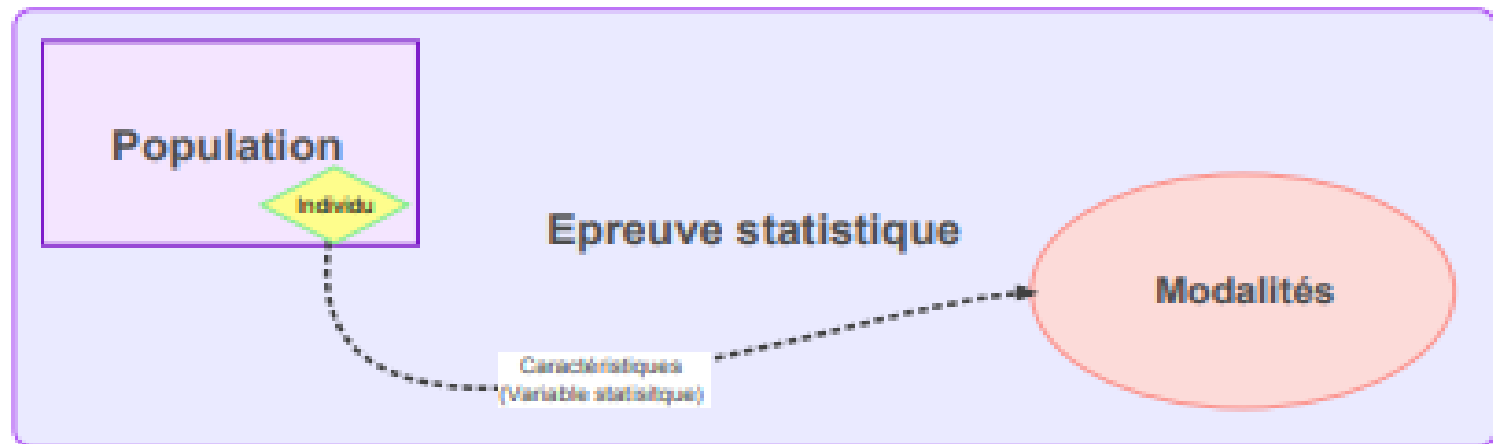 Population
Individu
Epreuve statistique
Modalités
Caractéristiques
(Variable statisitque)